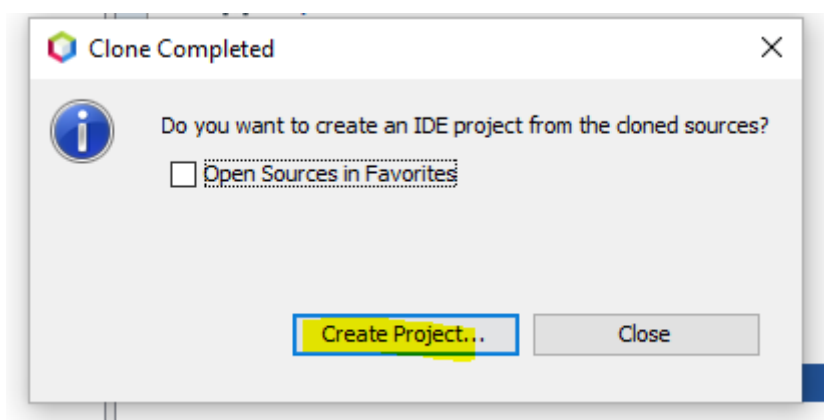 Clone Completed
Do you want to create an IDE project from the cloned sources?
Open Sources in Favorites
Create Project...
Close